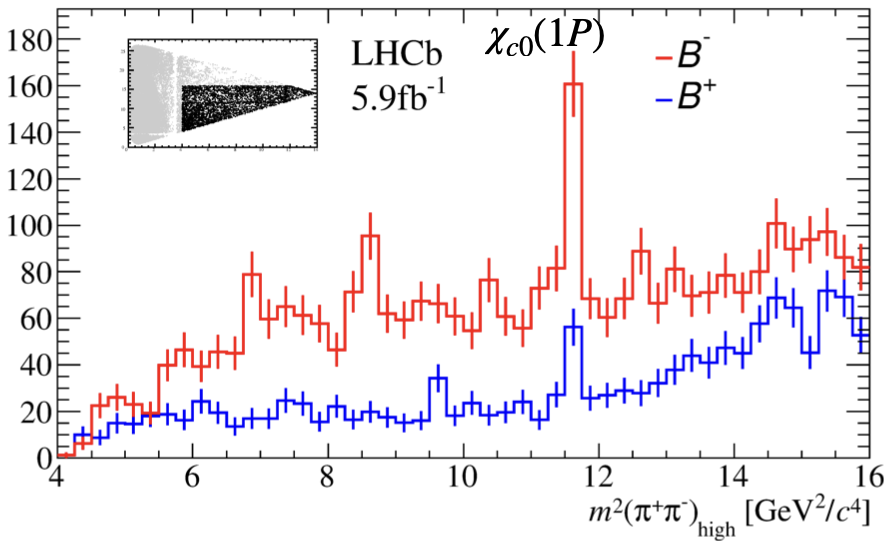 χc0(1P)
LHCb
5.9fb⁻¹
B⁻
B⁺
180
160
140
120
100
80
60
40
20
0
4 6 8 10 12 14 16
m²(π⁺π⁻)high [GeV²/c⁴]